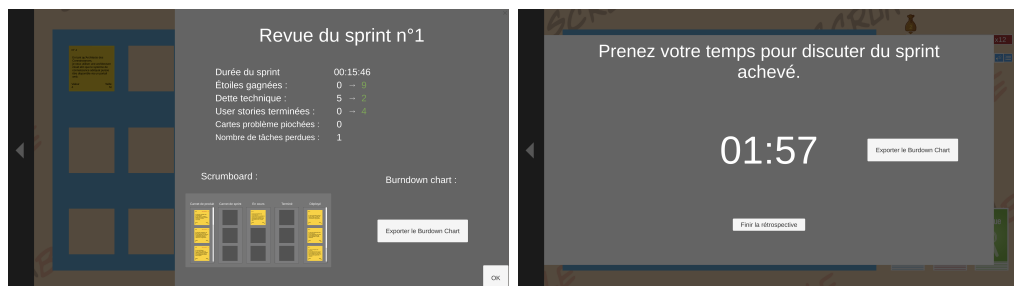 Revue du sprint n°1
Durée du sprint 00:15:46
Étoiles gagnées : 0 → 9
Dette technique : 5 → 2
User stories terminées : 0 → 4
Cartes problème piochées : 0
Nombre de tâches perdues : 1
Scrumboard :
Burndown chart :
Exporter le Burdown Chart
OK
Prenez votre temps pour discuter du sprint
achevé.
01:57
Exporter le Burdown Chart
Finir la rétrospective
x12